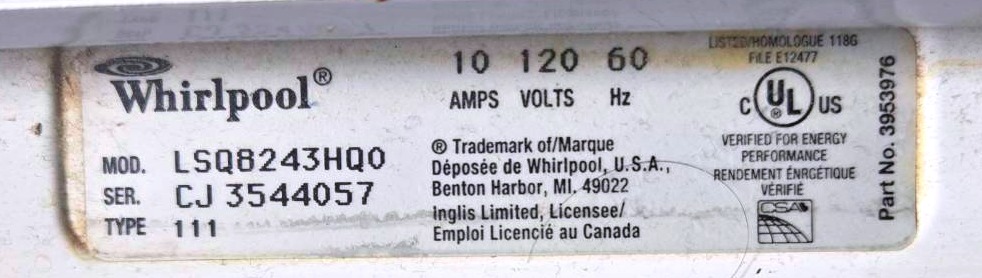 Whirlpool®
MOD. LSQ8243HQ0
SER. CJ 3544057
TYPE 111
10 120 60
AMPS VOLTS Hz
® Trademark of/Marque
Déposée de Whirlpool, U.S.A.,
Benton Harbor, MI. 49022
Inglis Limited, Licensee/
Emploi Licencié au Canada
LISTED/HOMOLOGUE 118G
FILE E12477
C UL® US
VERIFIED FOR ENERGY
PERFORMANCE
RENDEMENT ÉNRGÉTIQUE
VÉRIFIÉ
CSA
Part No. 3953976